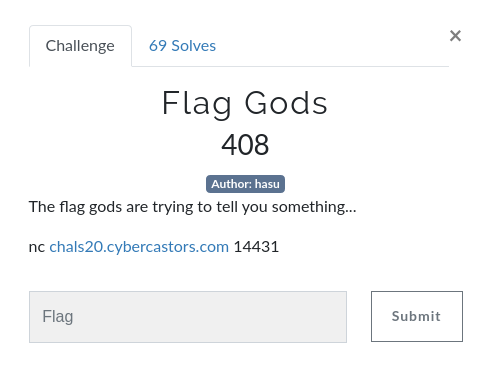 Challenge 69 Solves ×
Flag Gods
408
Author: hasu
The flag gods are trying to tell you something...
nc chals20.cybercastors.com 14431
Flag Submit